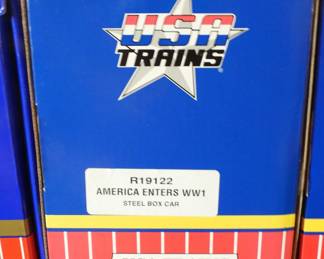 USA
TRAINS
R19122
AMERICA ENTERS WW1
STEEL BOX CAR